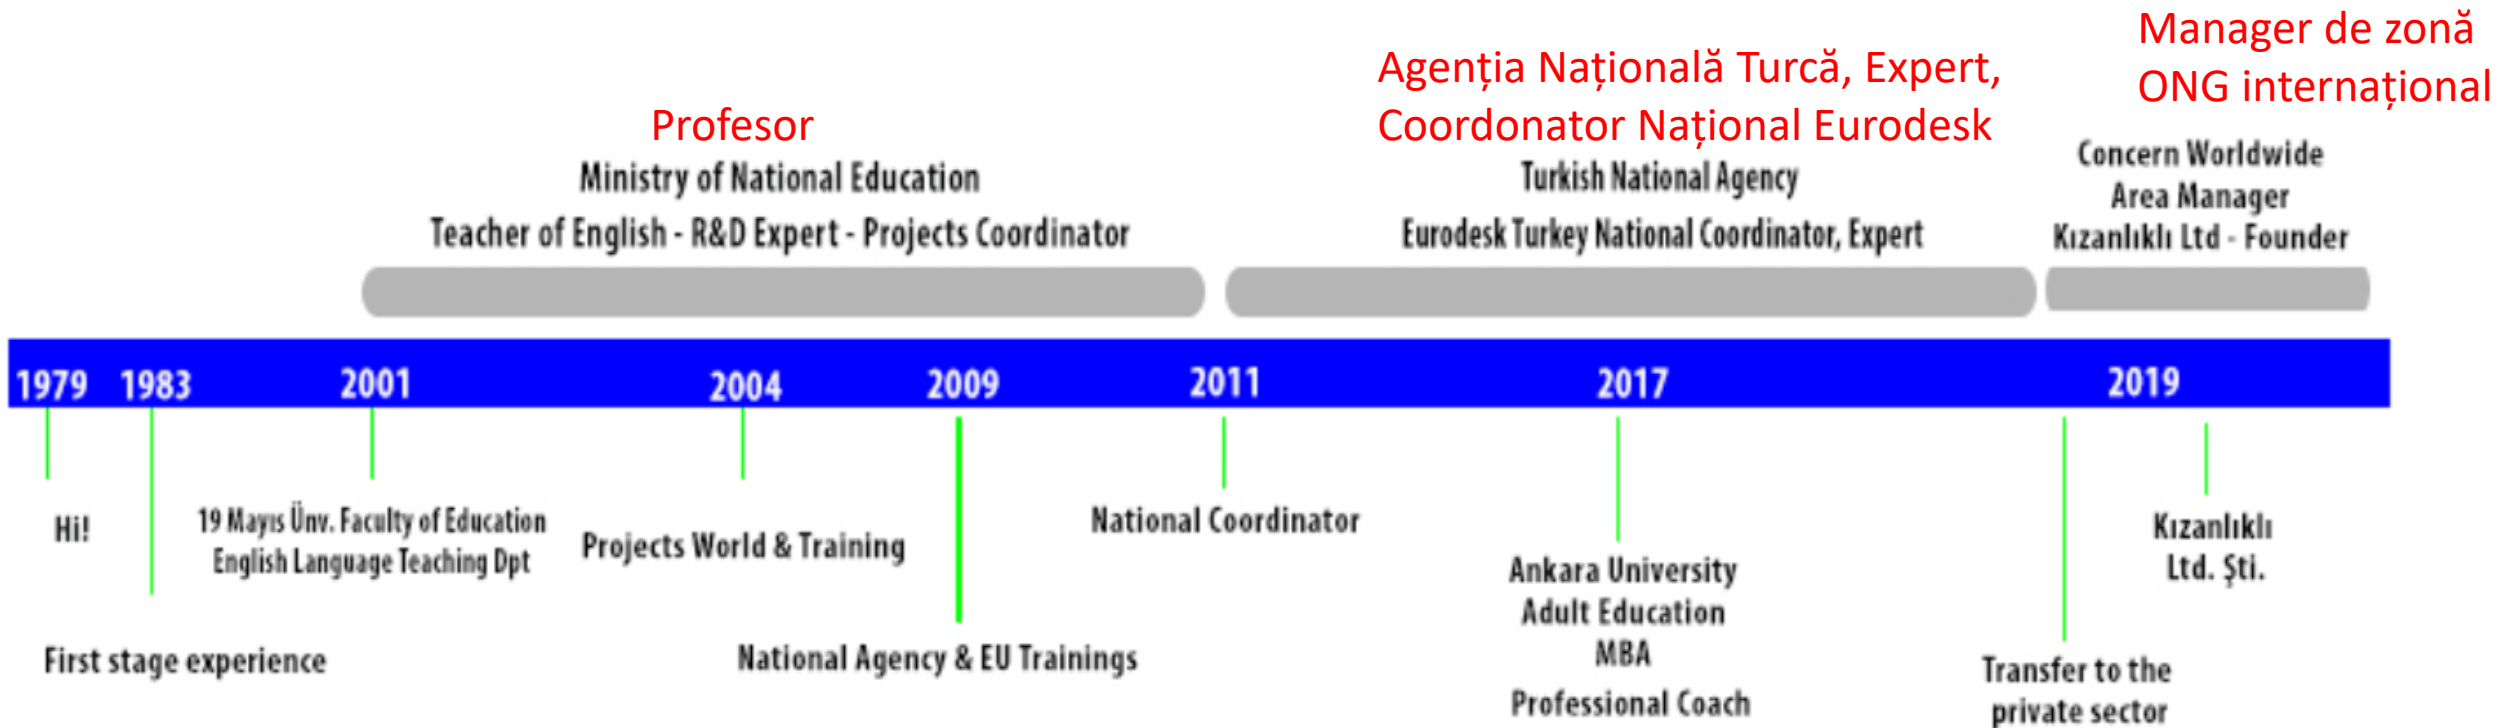 Manager de zonă
ONG internațional
Agenția Națională Turcă, Expert,
Coordonator Național Eurodesk
Profesor
Concern Worldwide
Area Manager
Kızanlıklı Ltd - Founder
Turkish National Agency
Eurodesk Turkey National Coordinator, Expert
Ministry of National Education
Teacher of English - R&D Expert - Projects Coordinator
1979 1983 2001 2004 2009 2011 2017 2019
Hi!
First stage experience
19 Mayıs Ünv. Faculty of Education
English Language Teaching Dpt
Projects World & Training
National Agency & EU Trainings
National Coordinator
Ankara University
Adult Education
MBA
Professional Coach
Transfer to the
private sector
Kızanlıklı
Ltd. Şti.